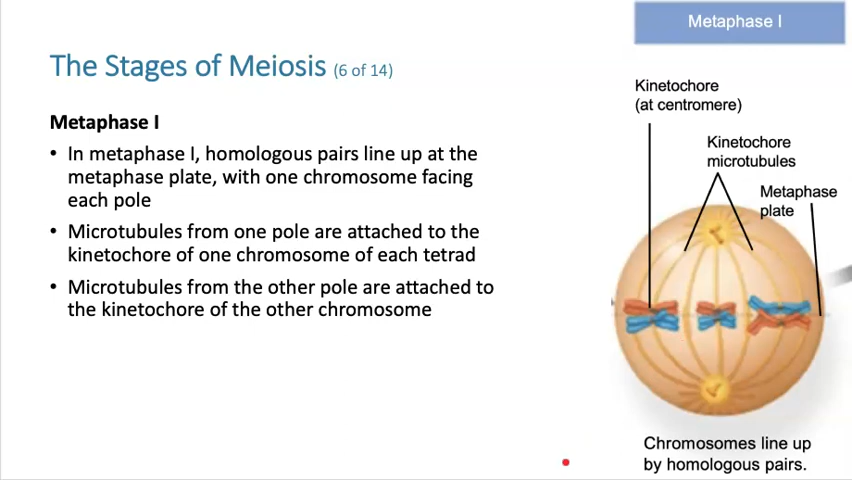 Metaphase I
The Stages of Meiosis (6 of 14)
Metaphase I
• In metaphase I, homologous pairs line up at the
metaphase plate, with one chromosome facing
each pole
• Microtubules from one pole are attached to the
kinetochore of one chromosome of each tetrad
• Microtubules from the other pole are attached to
the kinetochore of the other chromosome
Kinetochore
(at centromere)
Kinetochore
microtubules
Metaphase
plate
Chromosomes line up
by homologous pairs.